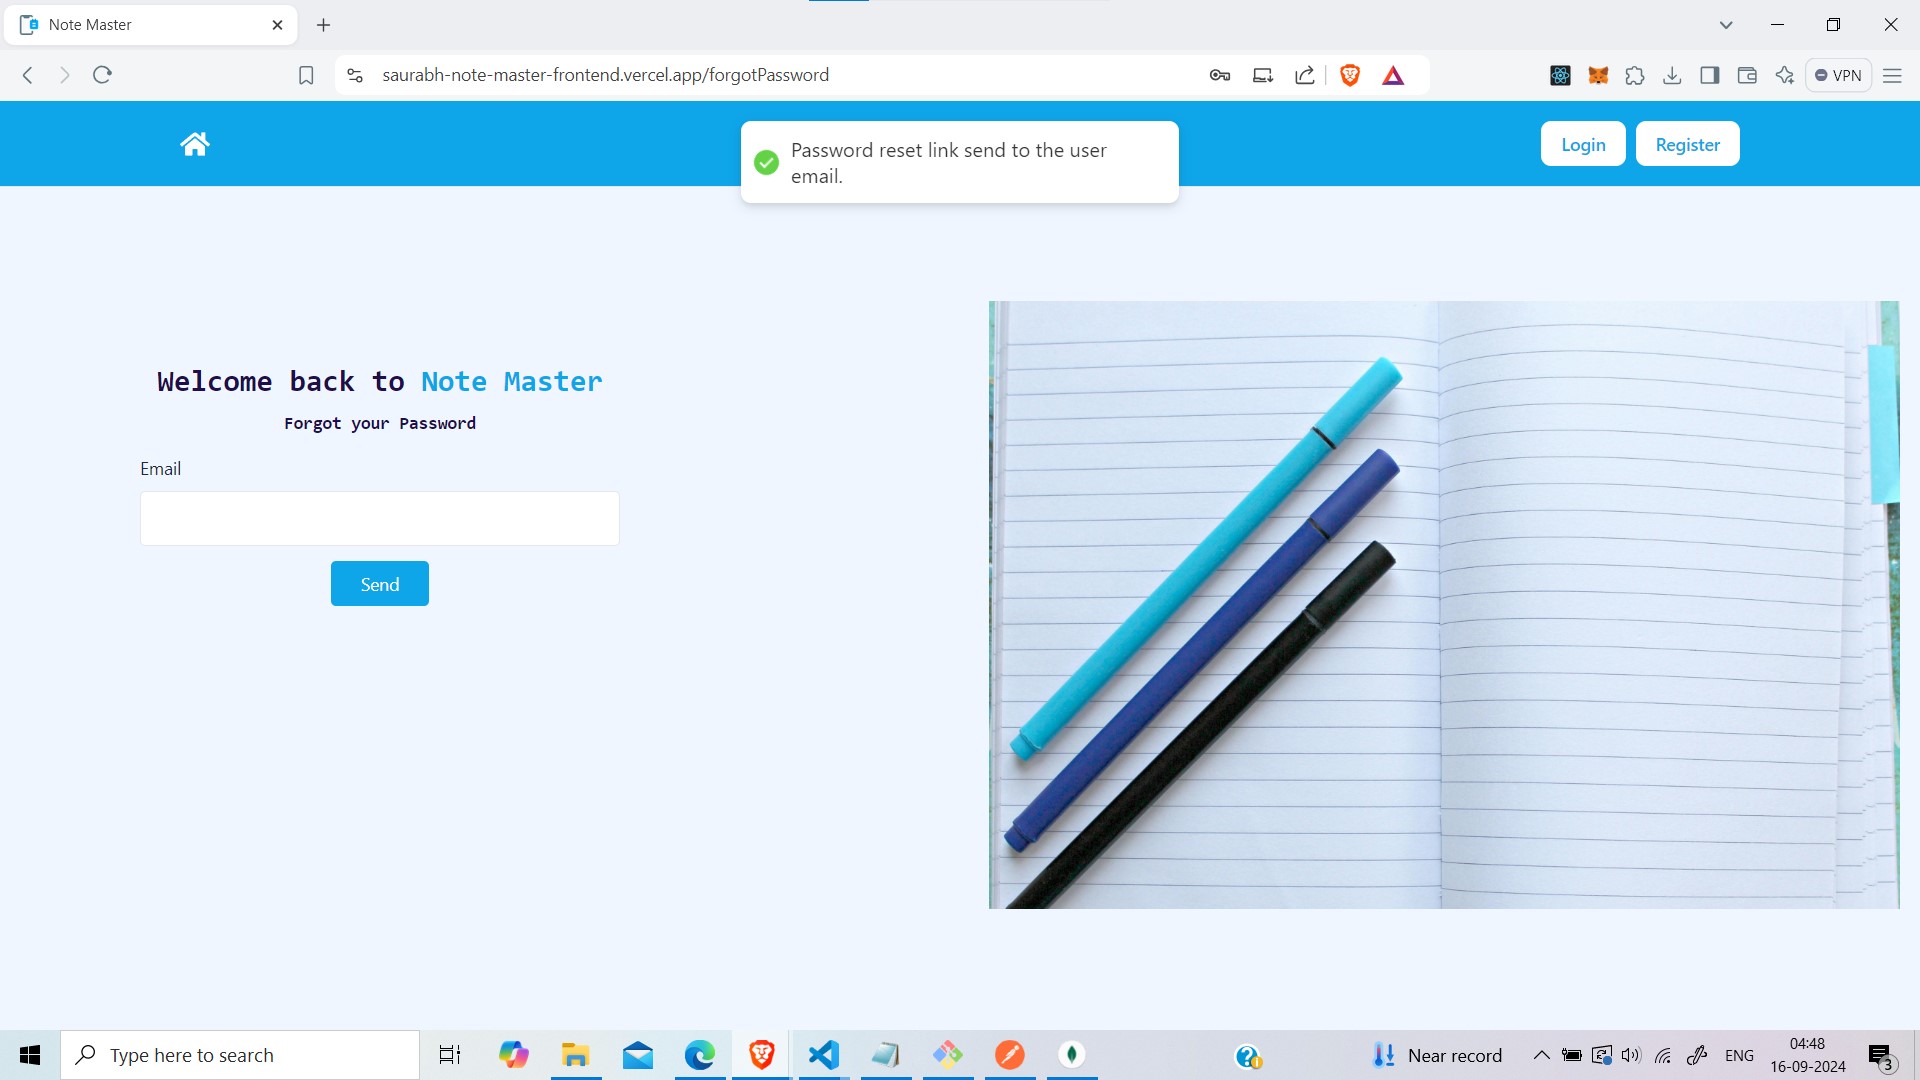 Note Master
saurabh-note-master-frontend.vercel.app/forgotPassword
VPN
Password reset link send to the user
email.
Login
Register
Welcome back to Note Master
Forgot your Password
Email
Send
Type here to search
Near record
ENG
04:48
16-09-2024
3